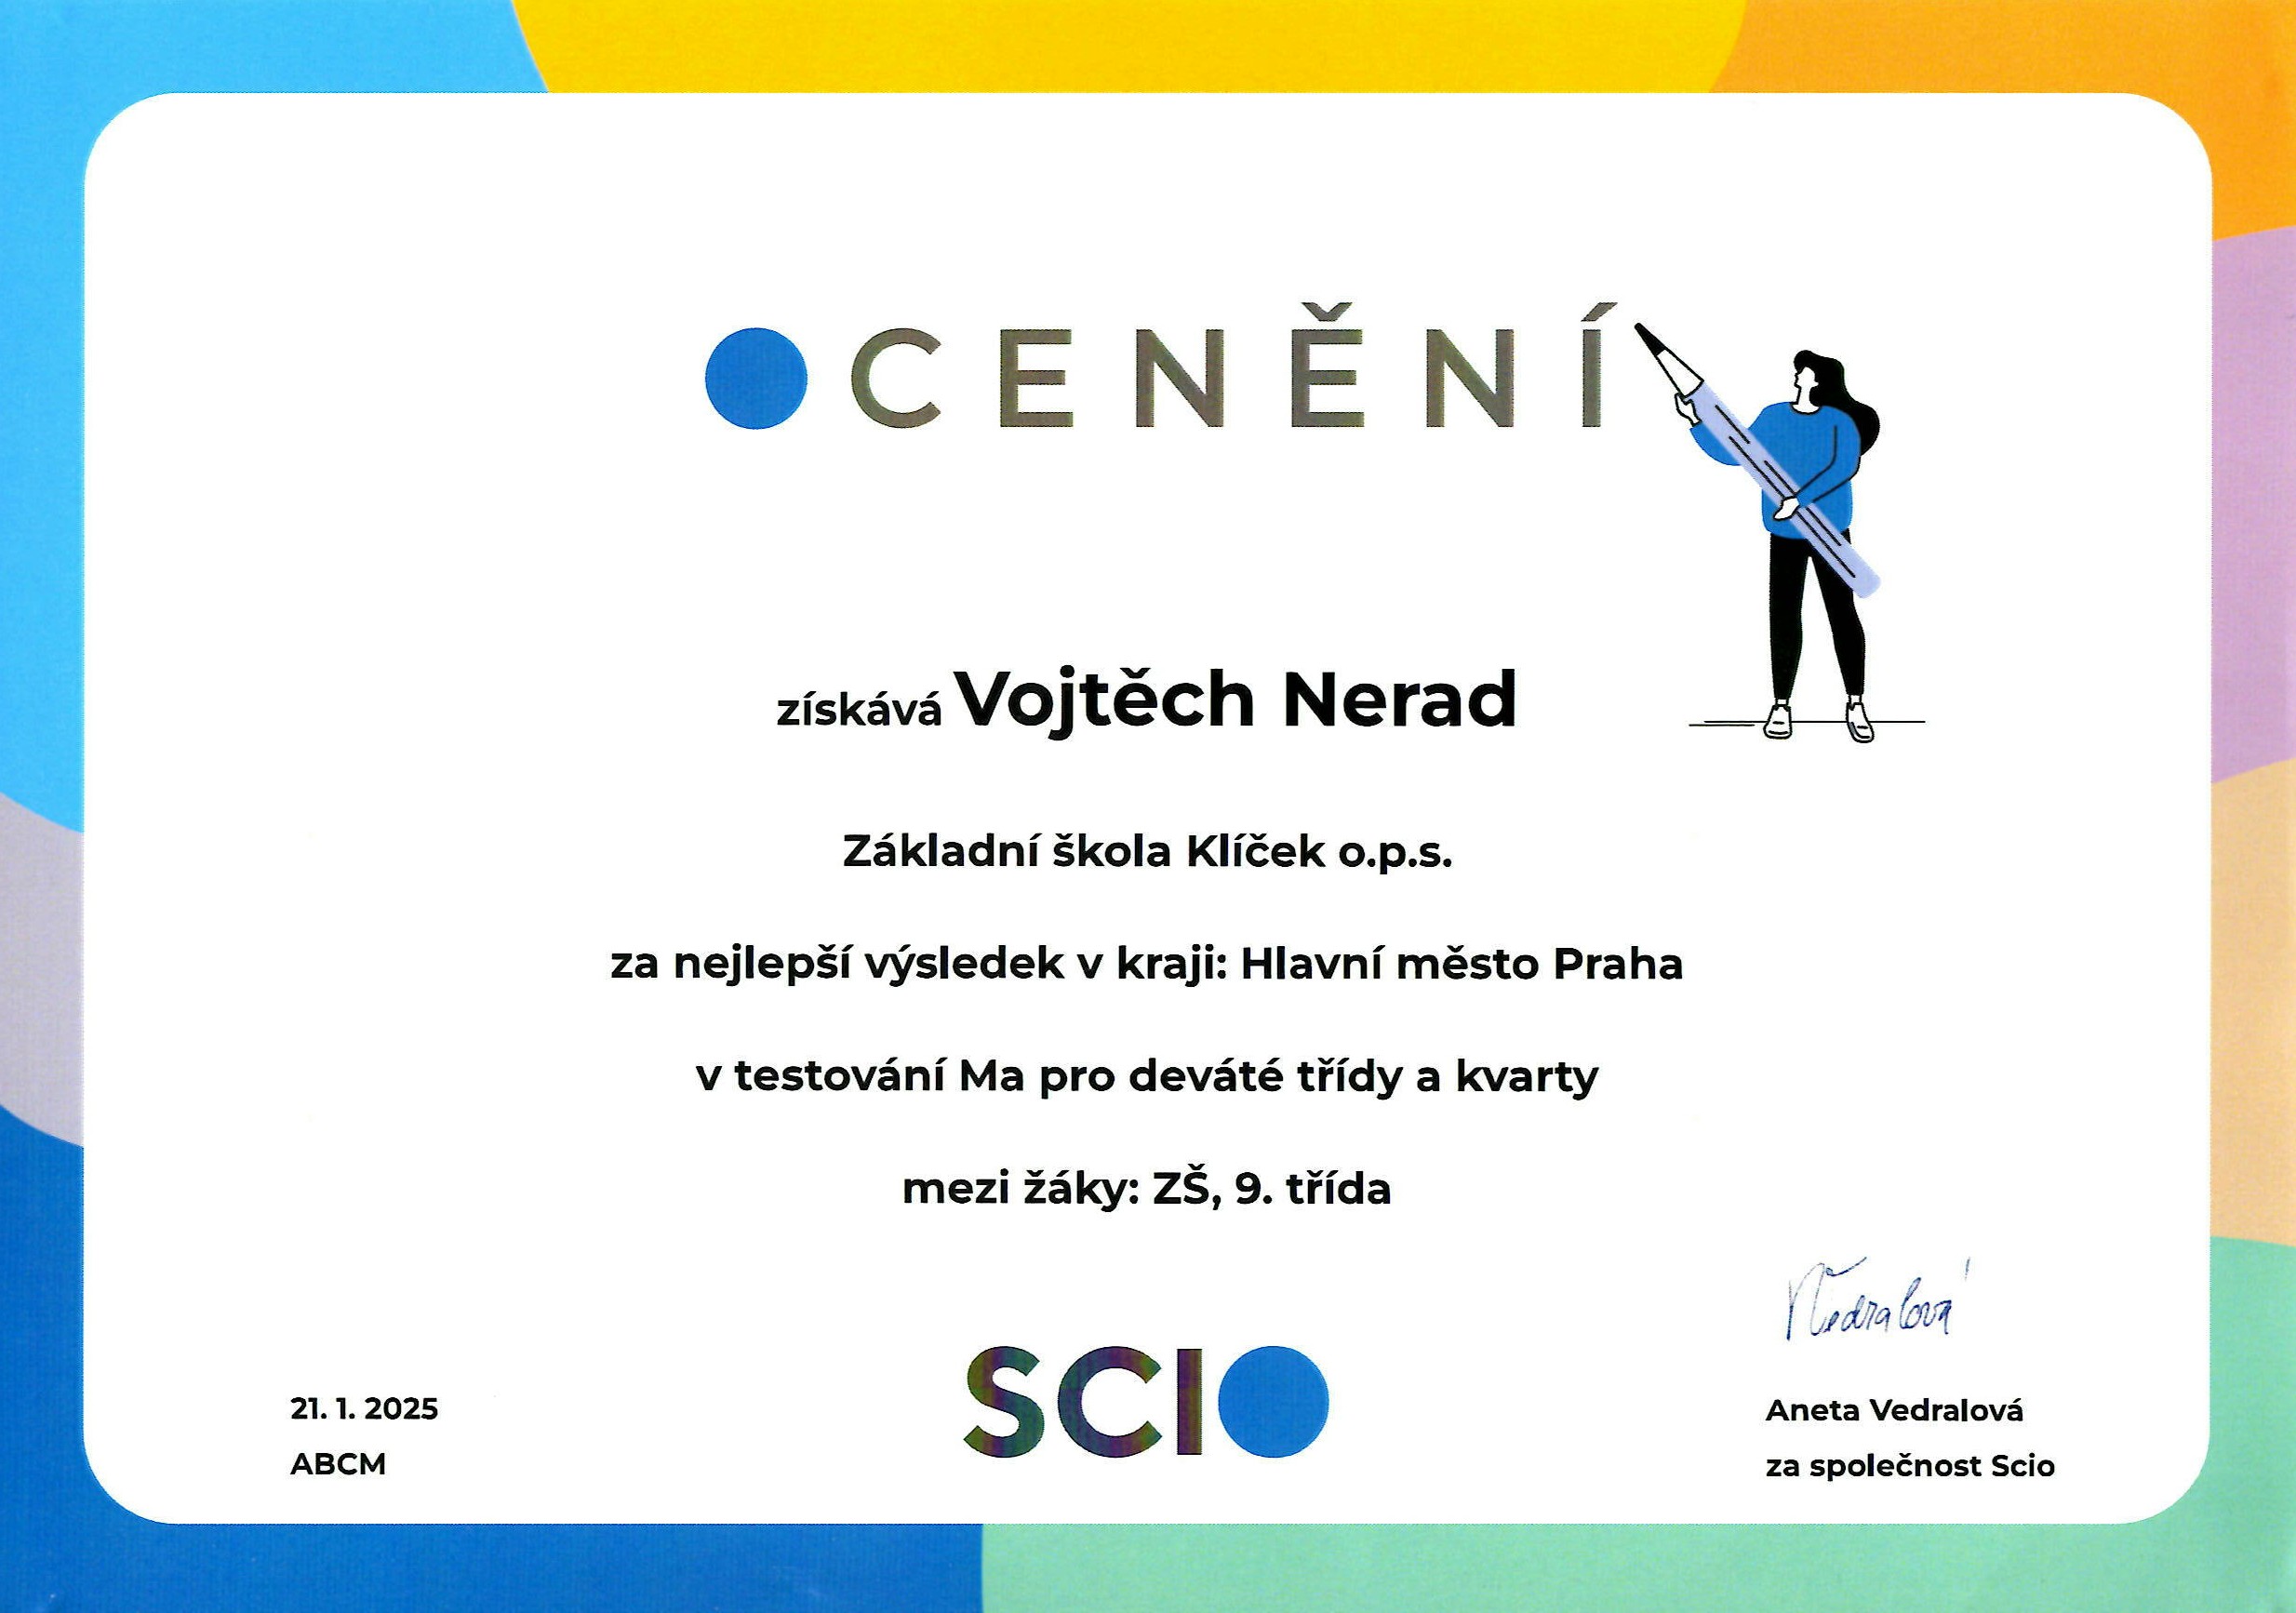 OCENĚNÍ
získává Vojtěch Nerad
Základní škola Klíček o.p.s.
za nejlepší výsledek v kraji: Hlavní město Praha
v testování Ma pro deváté třídy a kvarty
mezi žáky: ZŠ, 9. třída
Vedralová
SCIO
21. 1. 2025
ABCM
Aneta Vedralová
za společnost Scio